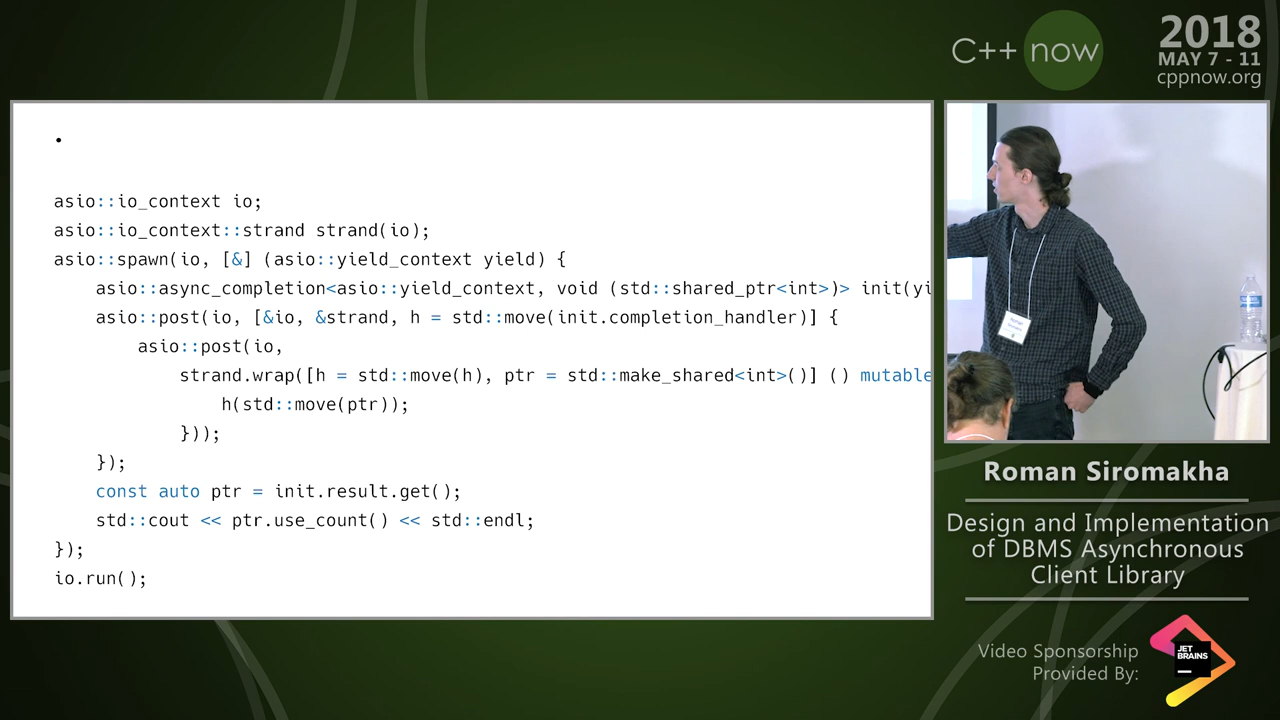 C++ now
2018
MAY 7 - 11
cppnow.org
•
asio::io_context io;
asio::io_context::strand strand(io);
asio::spawn(io, [&] (asio::yield_context yield) {
    asio::async_completion<asio::yield_context, void (std::shared_ptr<int>)> init(yi
    asio::post(io, [&io, &strand, h = std::move(init.completion_handler)] {
        asio::post(io,
            strand.wrap([h = std::move(h), ptr = std::make_shared<int>()] () mutable
                h(std::move(ptr));
            }));
    });
    const auto ptr = init.result.get();
    std::cout << ptr.use_count() << std::endl;
});
io.run();
Roman Siromakha
Design and Implementation
of DBMS Asynchronous
Client Library
Video Sponsorship
Provided By:
JET
BRAINS